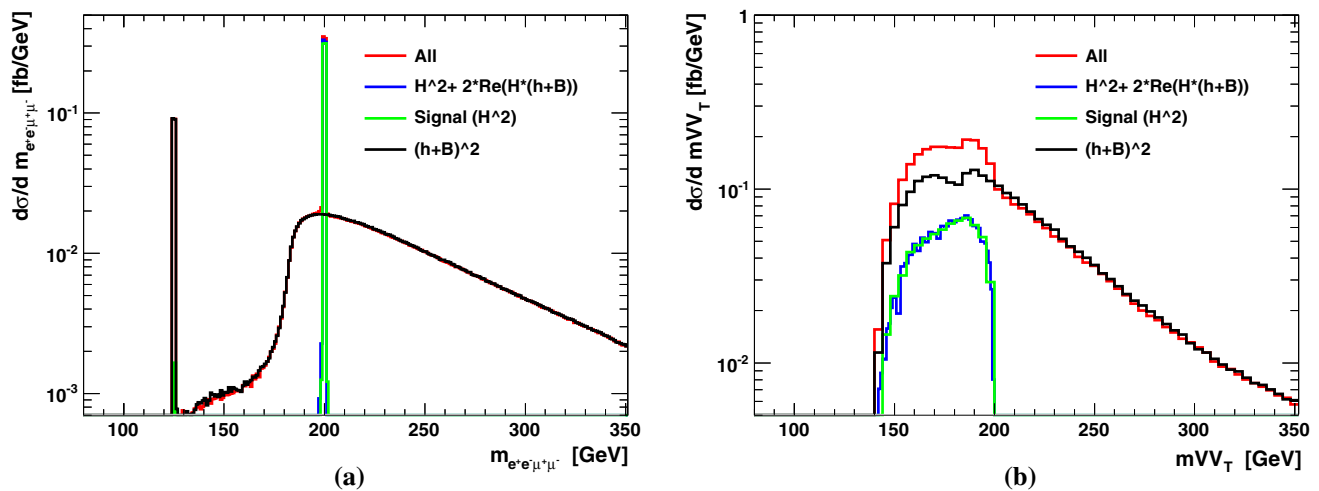 dσ/d m_{e⁺e⁻μ⁺μ⁻} [fb/GeV]
10⁻¹
10⁻²
10⁻³
All
H^2+ 2*Re(H*(h+B))
Signal (H^2)
(h+B)^2
100 150 200 250 300 350
m_{e⁺e⁻μ⁺μ⁻} [GeV]
(a)
dσ/d mVV_T [fb/GeV]
1
10⁻¹
10⁻²
All
H^2+ 2*Re(H*(h+B))
Signal (H^2)
(h+B)^2
100 150 200 250 300 350
mVV_T [GeV]
(b)